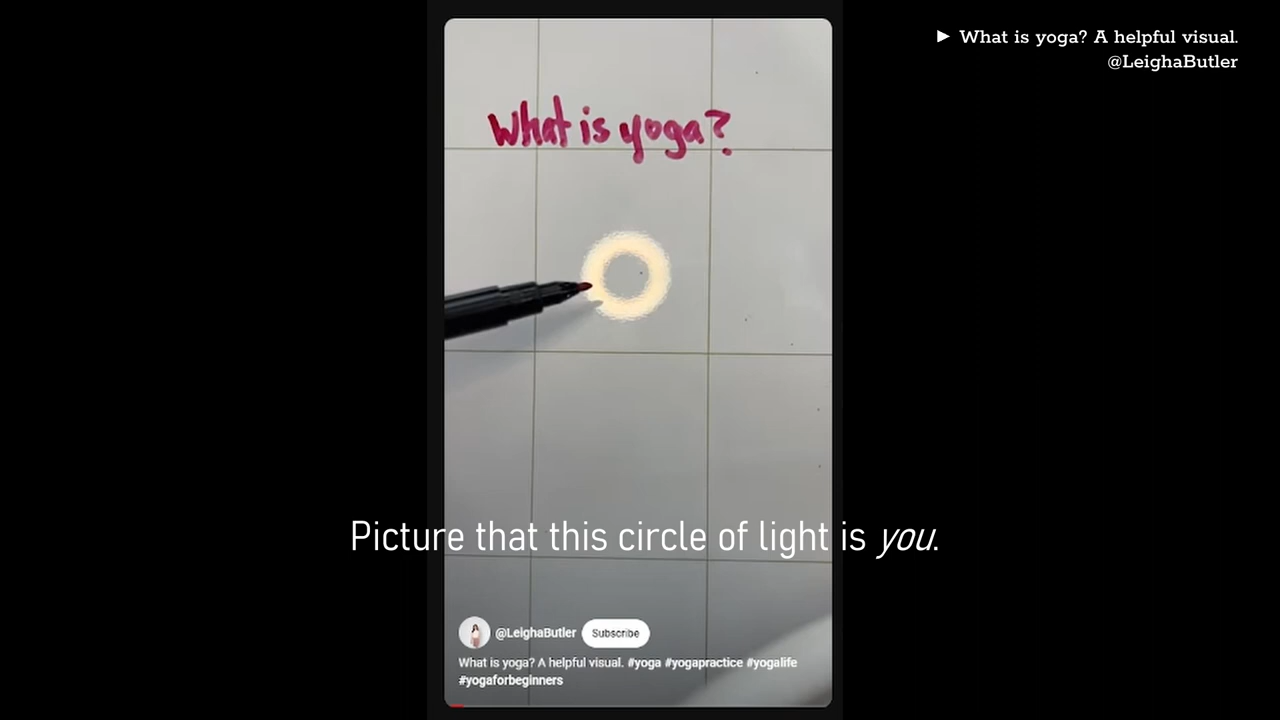 ► What is yoga? A helpful visual.
@LeighaButler
What is yoga?
Picture that this circle of light is you.
@LeighaButler Subscribe
What is yoga? A helpful visual. #yoga #yogapractice #yogalife
#yogaforbeginners